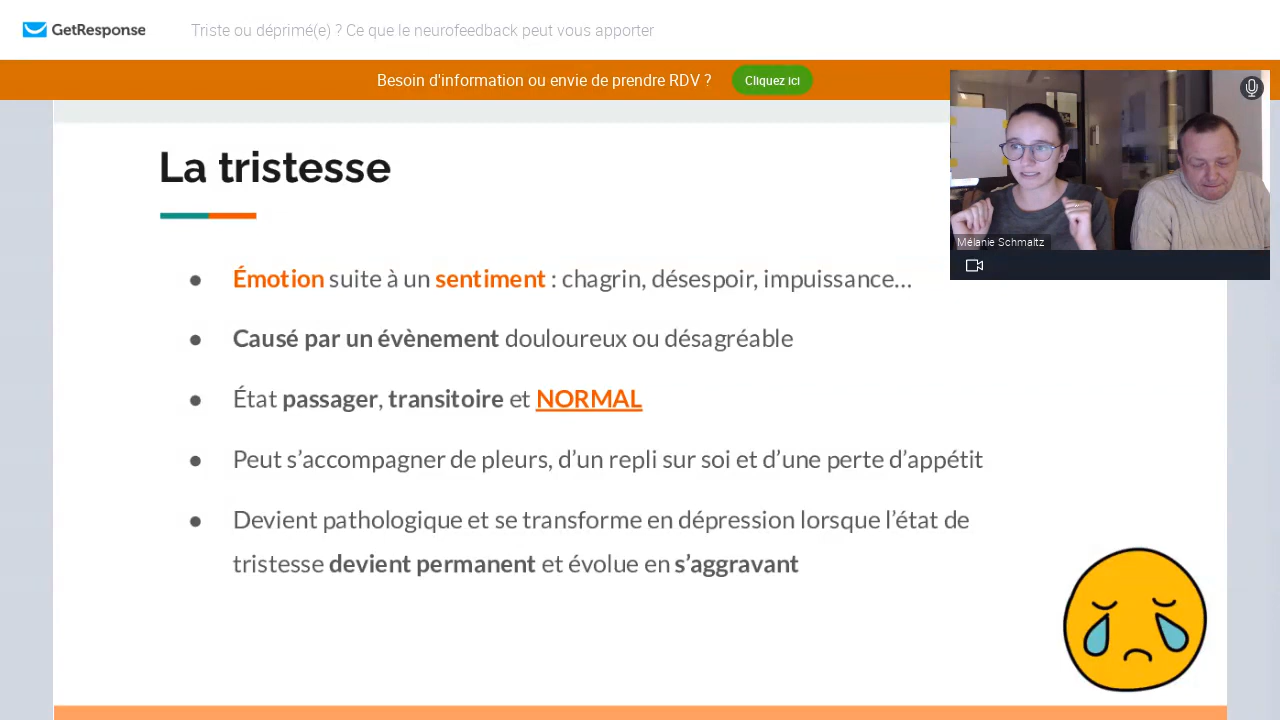 GetResponse
Triste ou déprimé(e) ? Ce que le neurofeedback peut vous apporter
Besoin d'information ou envie de prendre RDV ?
Cliquez ici
Mélanie Schmaltz
La tristesse
● Émotion suite à un sentiment : chagrin, désespoir, impuissance…
● Causé par un évènement douloureux ou désagréable
● État passager, transitoire et NORMAL
● Peut s’accompagner de pleurs, d’un repli sur soi et d’une perte d’appétit
● Devient pathologique et se transforme en dépression lorsque l’état de
tristesse devient permanent et évolue en s’aggravant